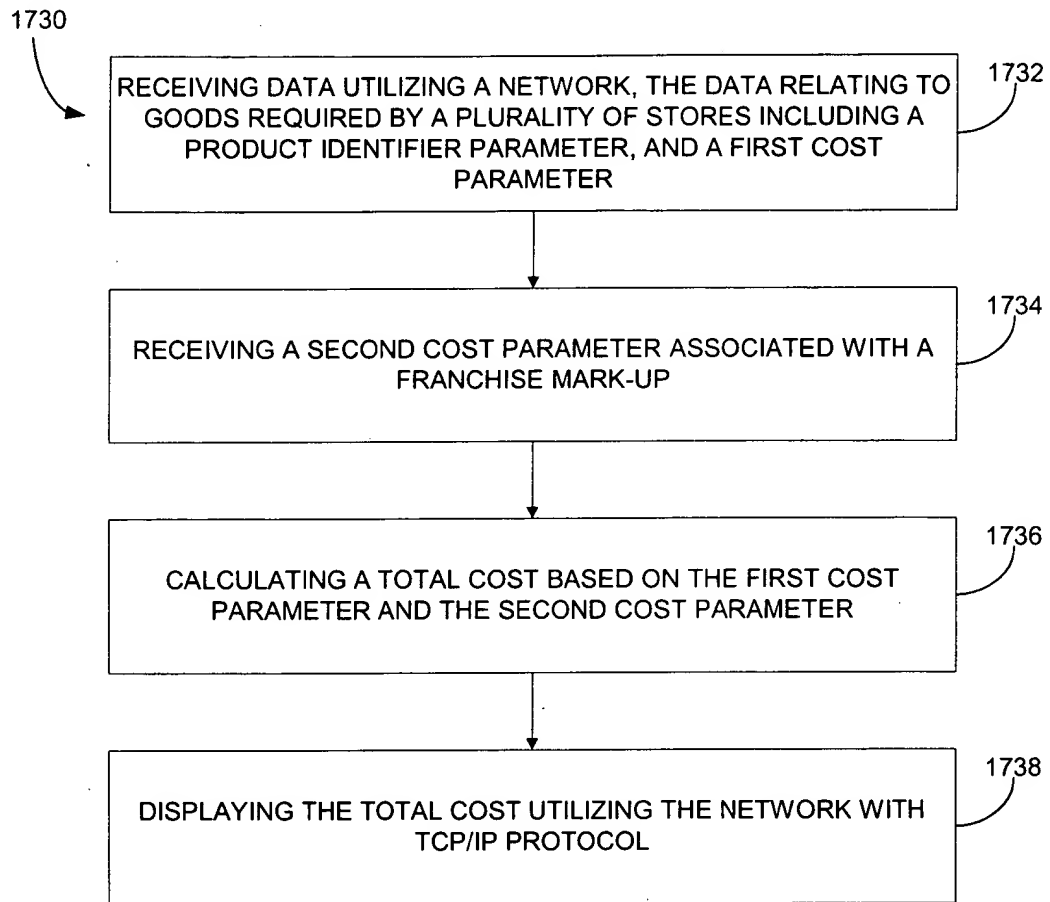 1730
1732
RECEIVING DATA UTILIZING A NETWORK, THE DATA RELATING TO
GOODS REQUIRED BY A PLURALITY OF STORES INCLUDING A
PRODUCT IDENTIFIER PARAMETER, AND A FIRST COST
PARAMETER
1734
RECEIVING A SECOND COST PARAMETER ASSOCIATED WITH A
FRANCHISE MARK-UP
1736
CALCULATING A TOTAL COST BASED ON THE FIRST COST
PARAMETER AND THE SECOND COST PARAMETER
1738
DISPLAYING THE TOTAL COST UTILIZING THE NETWORK WITH
TCP/IP PROTOCOL